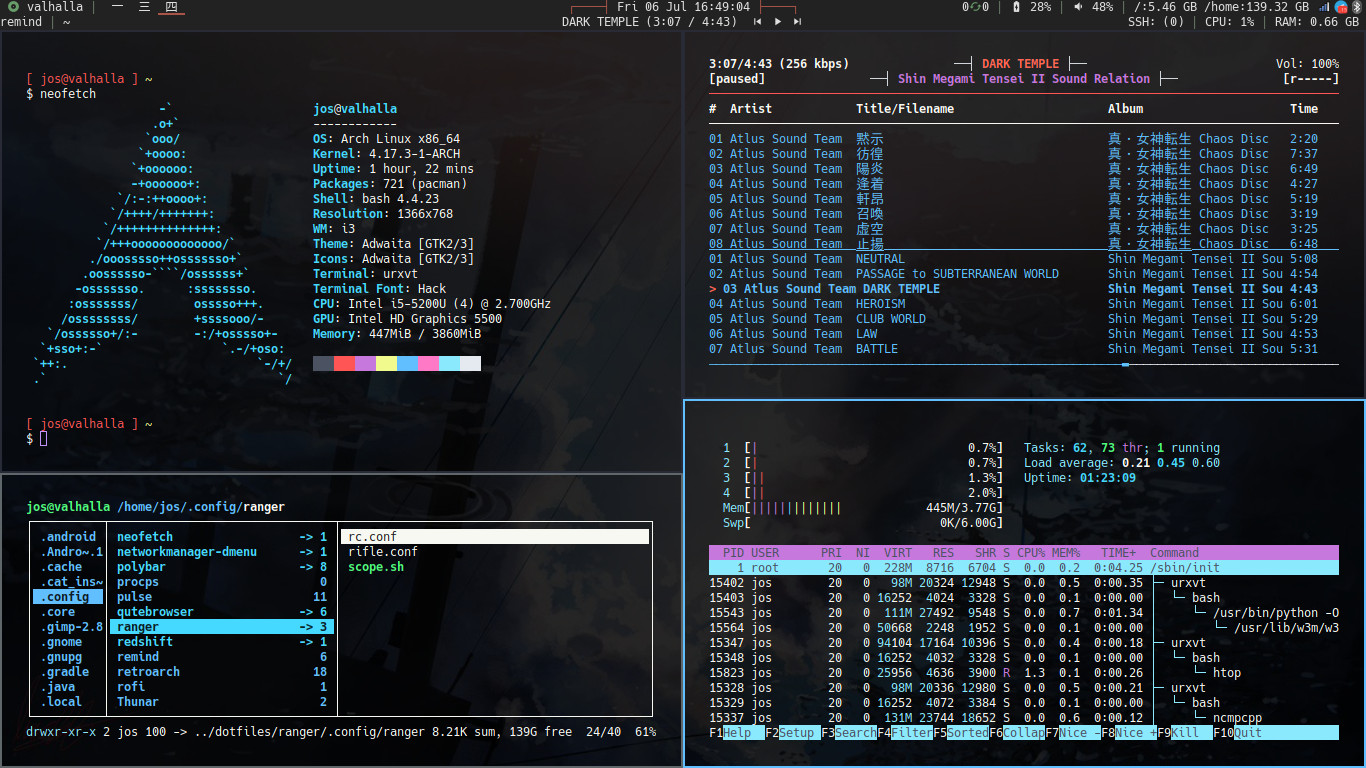 valhalla | 一 三 四
Fri 06 Jul 16:49:04
0 0 | 28% | 48% | /:5.46 GB /home:139.32 GB
remind | ~
DARK TEMPLE (3:07 / 4:43)
SSH: (0) | CPU: 1% | RAM: 0.66 GB
[ jos@valhalla ] ~
$ neofetch
jos@valhalla
------------
OS: Arch Linux x86_64
Kernel: 4.17.3-1-ARCH
Uptime: 1 hour, 22 mins
Packages: 721 (pacman)
Shell: bash 4.4.23
Resolution: 1366x768
WM: i3
Theme: Adwaita [GTK2/3]
Icons: Adwaita [GTK2/3]
Terminal: urxvt
Terminal Font: Hack
CPU: Intel i5-5200U (4) @ 2.700GHz
GPU: Intel HD Graphics 5500
Memory: 447MiB / 3860MiB
[ jos@valhalla ] ~
$
3:07/4:43 (256 kbps) DARK TEMPLE Vol: 100%
[paused] Shin Megami Tensei II Sound Relation [r-----]
# Artist Title/Filename Album Time
01 Atlus Sound Team 黙示 真・女神転生 Chaos Disc 2:20
02 Atlus Sound Team 彷徨 真・女神転生 Chaos Disc 7:37
03 Atlus Sound Team 陽炎 真・女神転生 Chaos Disc 6:49
04 Atlus Sound Team 逢着 真・女神転生 Chaos Disc 4:27
05 Atlus Sound Team 軒昂 真・女神転生 Chaos Disc 5:19
06 Atlus Sound Team 召喚 真・女神転生 Chaos Disc 3:19
07 Atlus Sound Team 虚空 真・女神転生 Chaos Disc 3:25
08 Atlus Sound Team 止揚 真・女神転生 Chaos Disc 6:48
01 Atlus Sound Team NEUTRAL Shin Megami Tensei II Sou 5:08
02 Atlus Sound Team PASSAGE to SUBTERRANEAN WORLD Shin Megami Tensei II Sou 4:54
> 03 Atlus Sound Team DARK TEMPLE Shin Megami Tensei II Sou 4:43
04 Atlus Sound Team HEROISM Shin Megami Tensei II Sou 6:01
05 Atlus Sound Team CLUB WORLD Shin Megami Tensei II Sou 5:29
06 Atlus Sound Team LAW Shin Megami Tensei II Sou 4:53
07 Atlus Sound Team BATTLE Shin Megami Tensei II Sou 5:31
jos@valhalla /home/jos/.config/ranger
.android neofetch -> 1 rc.conf
.Andro~.1 networkmanager-dmenu -> 1 rifle.conf
.cache polybar -> 8 scope.sh
.cat_ins~ procps 0
.config pulse 11
.core qutebrowser -> 6
.gimp-2.8 ranger -> 3
.gnome redshift -> 1
.gnupg remind 6
.gradle retroarch 18
.java rofi 1
.local Thunar 2
drwxr-xr-x 2 jos 100 -> ../dotfiles/ranger/.config/ranger 8.21K sum, 139G free 24/40 61%
1 [| 0.7%] Tasks: 62, 73 thr; 1 running
2 [| 0.7%] Load average: 0.21 0.45 0.60
3 [|| 1.3%] Uptime: 01:23:09
4 [|| 2.0%]
Mem[||||||||||||| 445M/3.77G]
Swp[ 0K/6.00G]
PID USER PRI NI VIRT RES SHR S CPU% MEM% TIME+ Command
1 root 20 0 228M 8716 6704 S 0.0 0.2 0:04.25 /sbin/init
15402 jos 20 0 98M 20324 12948 S 0.0 0.5 0:00.35 ├─ urxvt
15403 jos 20 0 16252 4024 3328 S 0.0 0.1 0:00.00 │ └─ bash
15543 jos 20 0 111M 27492 9548 S 0.0 0.7 0:01.34 │ └─ /usr/bin/python -O
15564 jos 20 0 50668 2248 1952 S 0.0 0.1 0:00.00 │ └─ /usr/lib/w3m/w3
15347 jos 20 0 94104 17164 10396 S 0.0 0.4 0:00.18 ├─ urxvt
15348 jos 20 0 16252 4032 3328 S 0.0 0.1 0:00.00 │ └─ bash
15823 jos 20 0 25956 4636 3900 R 1.3 0.1 0:00.26 │ └─ htop
15328 jos 20 0 98M 20336 12980 S 0.0 0.5 0:00.21 ├─ urxvt
15329 jos 20 0 16252 4072 3384 S 0.0 0.1 0:00.00 │ └─ bash
15337 jos 20 0 131M 23744 18652 S 0.0 0.6 0:00.12 │ └─ ncmpcpp
F1Help F2Setup F3SearchF4FilterF5SortedF6CollapF7Nice -F8Nice +F9Kill F10Quit